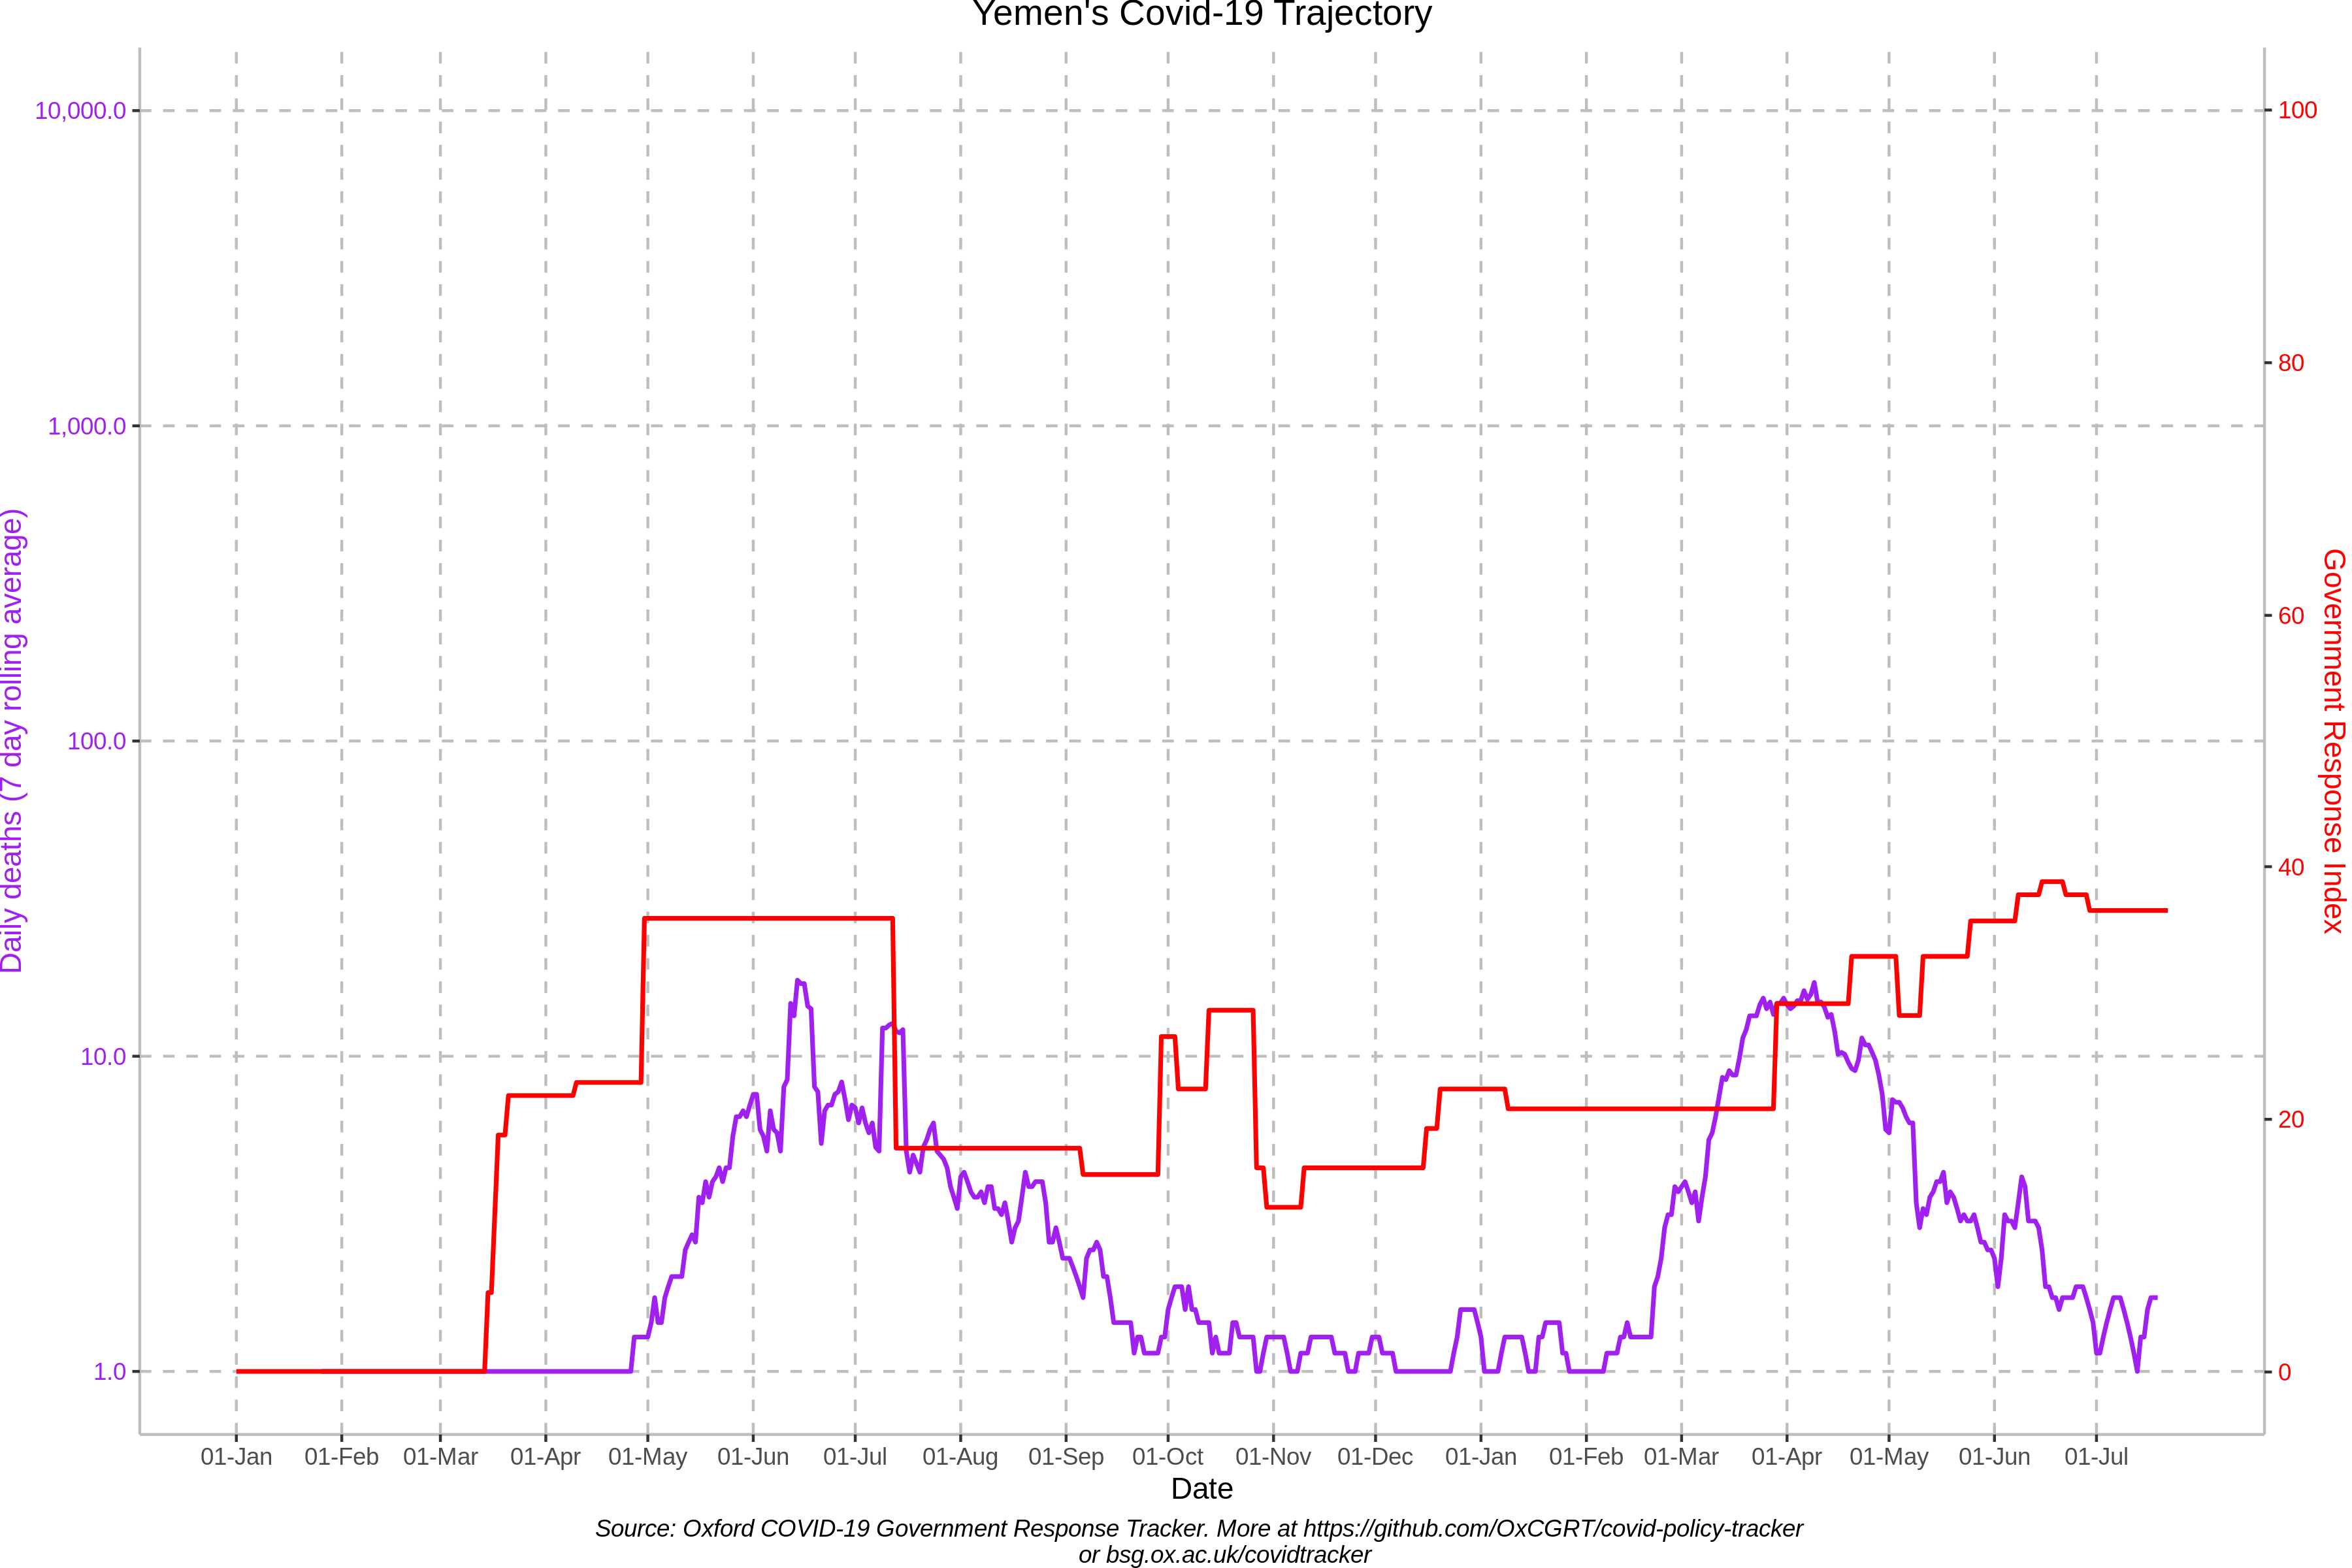 Yemen's Covid-19 Trajectory
10,000.0
1,000.0
100.0
10.0
1.0
Daily deaths (7 day rolling average)
100
80
60
40
20
0
Government Response Index
01-Jan 01-Feb 01-Mar 01-Apr 01-May 01-Jun 01-Jul 01-Aug 01-Sep 01-Oct 01-Nov 01-Dec 01-Jan 01-Feb 01-Mar 01-Apr 01-May 01-Jun 01-Jul
Date
Source: Oxford COVID-19 Government Response Tracker. More at https://github.com/OxCGRT/covid-policy-tracker
or bsg.ox.ac.uk/covidtracker